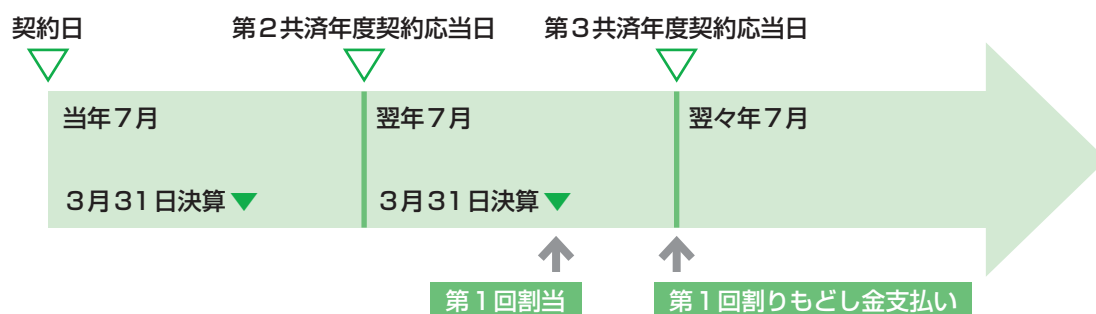 契約日
第2共済年度契約応当日
第3共済年度契約応当日
当年7月
翌年7月
翌々年7月
3月31日決算
3月31日決算
第1回割当
第1回割りもどし金支払い